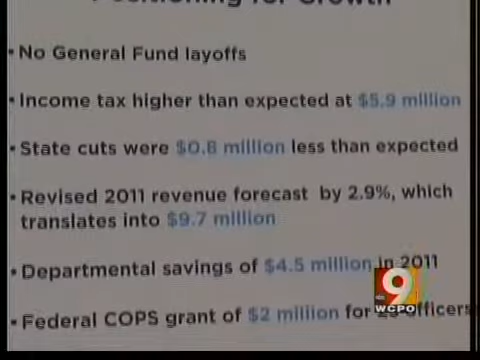 Positioning for Growth
• No General Fund layoffs
• Income tax higher than expected at $5.9 million
• State cuts were $0.8 million less than expected
• Revised 2011 revenue forecast by 2.9%, which
translates into $9.7 million
• Departmental savings of $4.5 million in 2011
• Federal COPS grant of $2 million for officers
9
WCPO